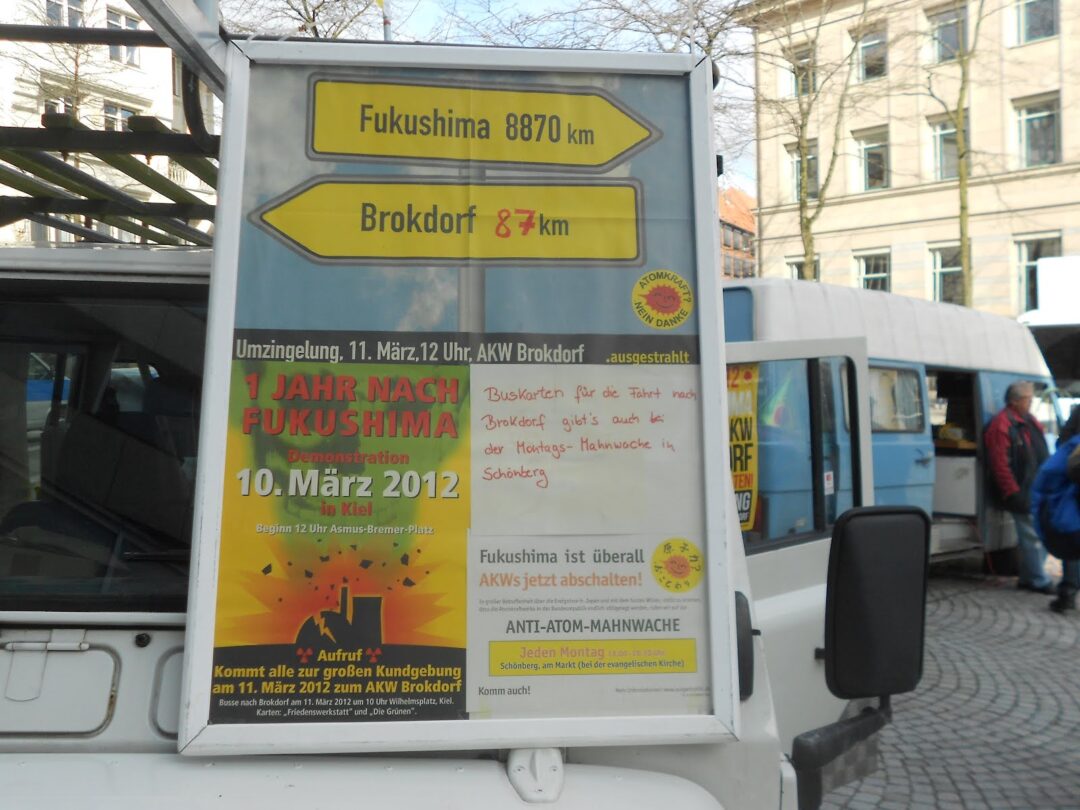 Fukushima 8870 km
Brokdorf 87 km
ATOMKRAFT?
NEIN DANKE
Umzingelung, 11. März, 12 Uhr, AKW Brokdorf
.ausgestrahlt
1 JAHR NACH
FUKUSHIMA
Demonstration
10. März 2012
in Kiel
Beginn 12 Uhr Asmus-Bremer-Platz
Aufruf
Kommt alle zur großen Kundgebung
am 11. März 2012 zum AKW Brokdorf
Busse nach Brokdorf am 11. März 2012 um 10 Uhr Wilhelmsplatz, Kiel.
Karten: „Friedenswerkstatt" und „Die Grünen".
Buskarten für die Fahrt nach
Brokdorf gibt's auch bei
der Montags-Mahnwache in
Schönberg
Fukushima ist überall
AKWs jetzt abschalten!
ANTI-ATOM-MAHNWACHE
Jeden Montag
Schönberg, am Markt (bei der evangelischen Kirche)
Komm auch!
KW
RF
TEN!
NG